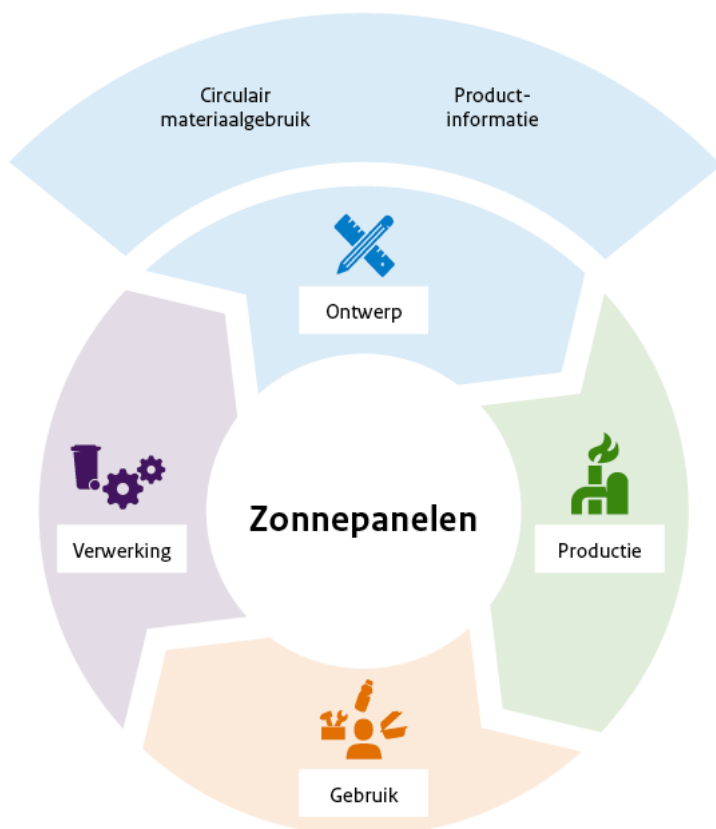 Circulair
materiaalgebruik
Product-
informatie
Ontwerp
Zonnepanelen
Verwerking
Productie
Gebruik